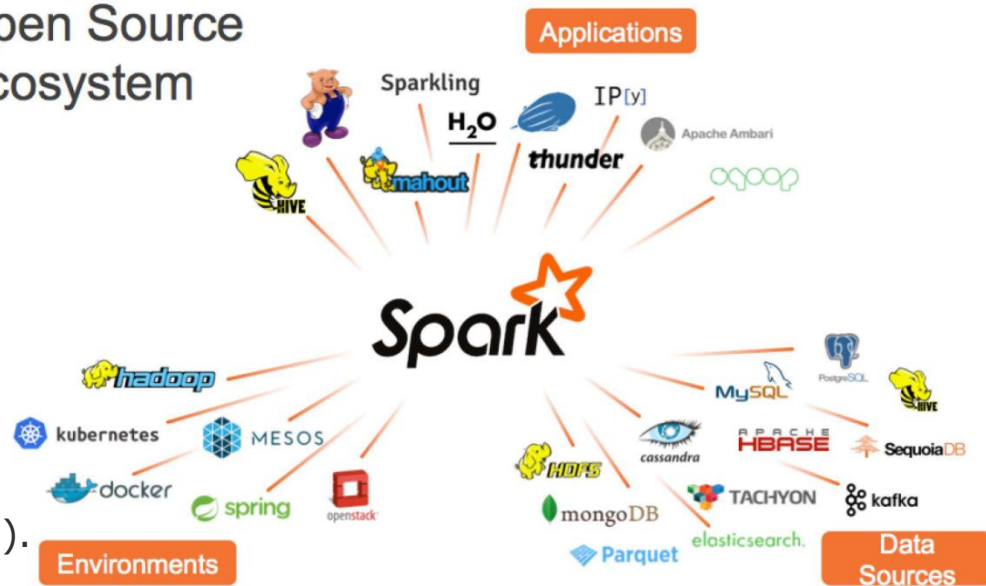 pen Source
cosystem
Applications
Sparkling
H2O
IP[y]
thunder
Apache Ambari
mahout
sqoop
HIVE
Spark
hadoop
PostgreSQL
MySQL
HIVE
kubernetes
MESOS
cassandra
APACHE
HBASE
SequoiaDB
HDFS
docker
TACHYON
kafka
spring
openstack
mongoDB
elasticsearch.
Parquet
).
Environments
Data
Sources